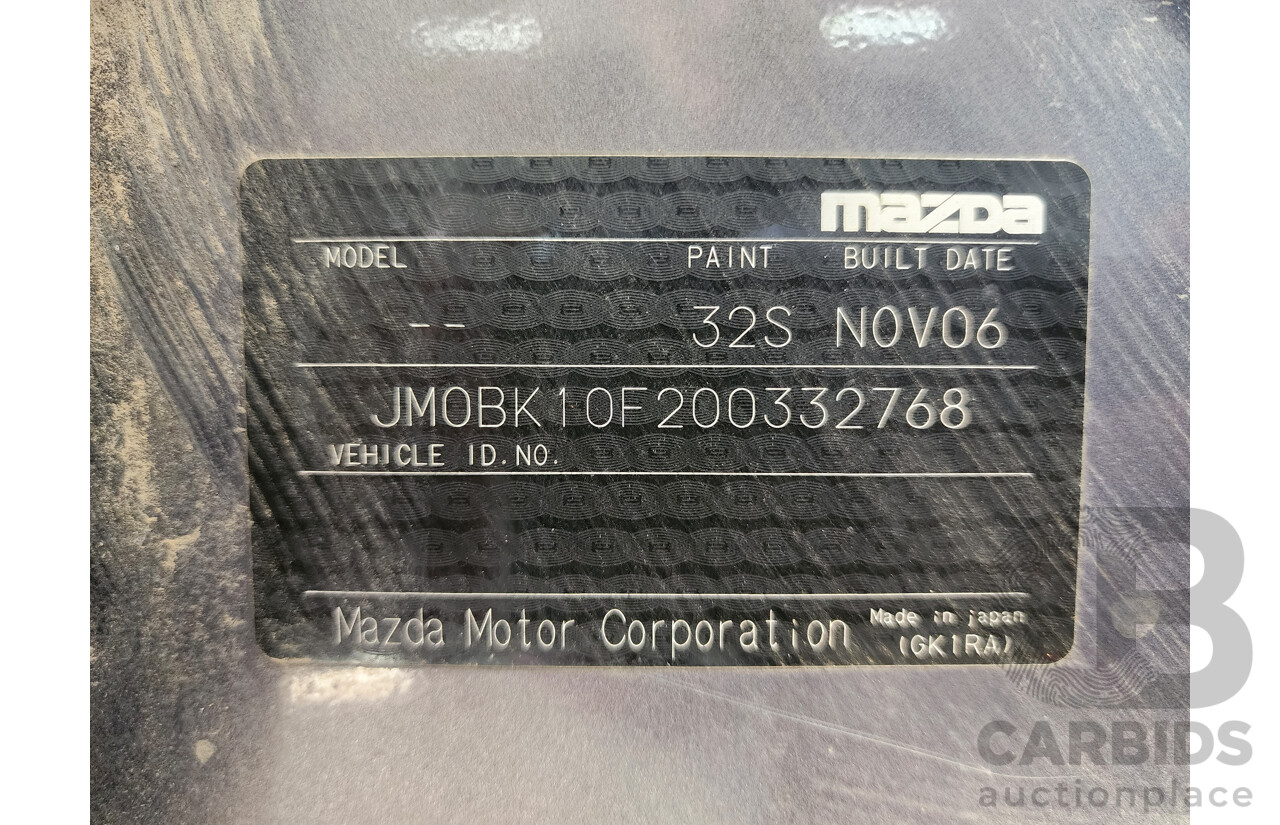 mazda
MODEL PAINT BUILT DATE
-- 32S NOV06
JM0BK10F200332768
VEHICLE ID.NO.
Mazda Motor Corporation Made in japan
(GK1RA)
B
CARBIDS
auctionplace